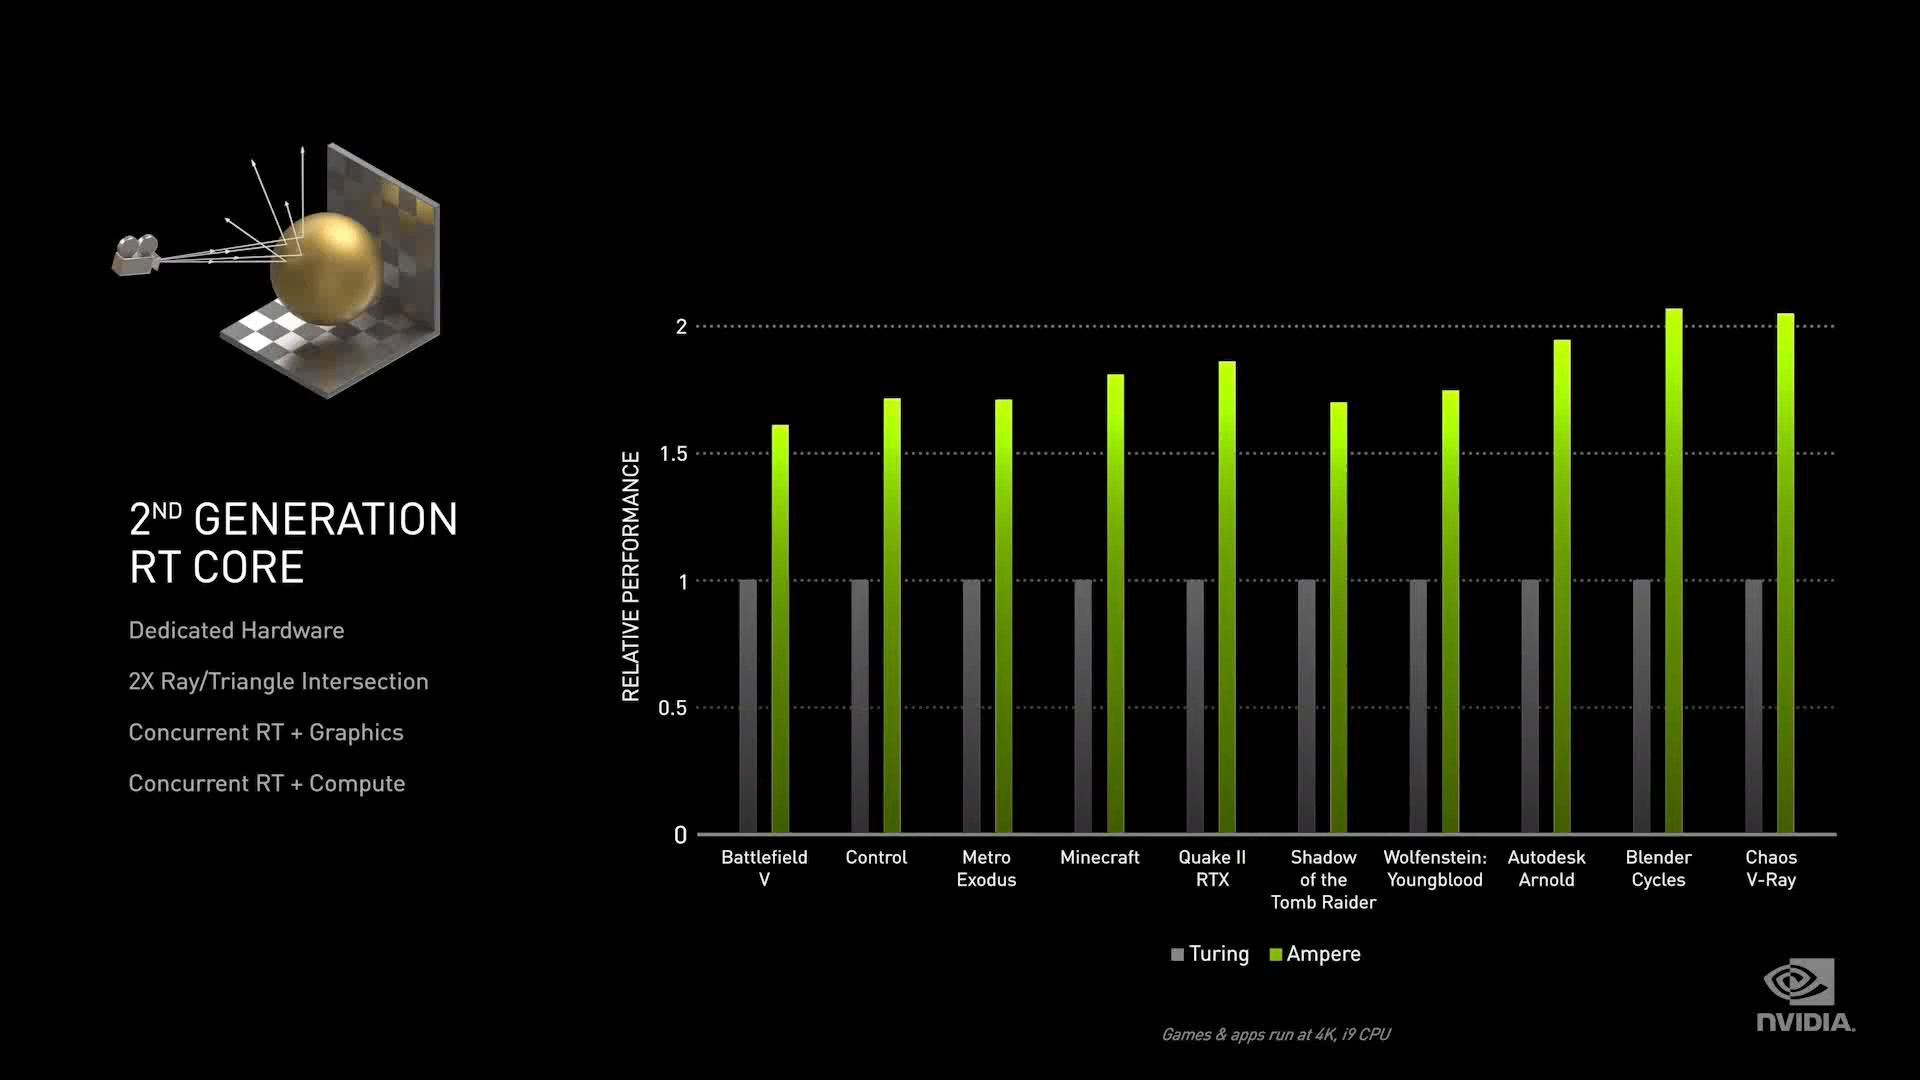 2ND GENERATION
RT CORE
Dedicated Hardware
2X Ray/Triangle Intersection
Concurrent RT + Graphics
Concurrent RT + Compute
RELATIVE PERFORMANCE
2
1.5
1
0.5
0
Battlefield
V
Control
Metro
Exodus
Minecraft
Quake II
RTX
Shadow
of the
Tomb Raider
Wolfenstein:
Youngblood
Autodesk
Arnold
Blender
Cycles
Chaos
V-Ray
Turing
Ampere
Games & apps run at 4K, i9 CPU
NVIDIA.